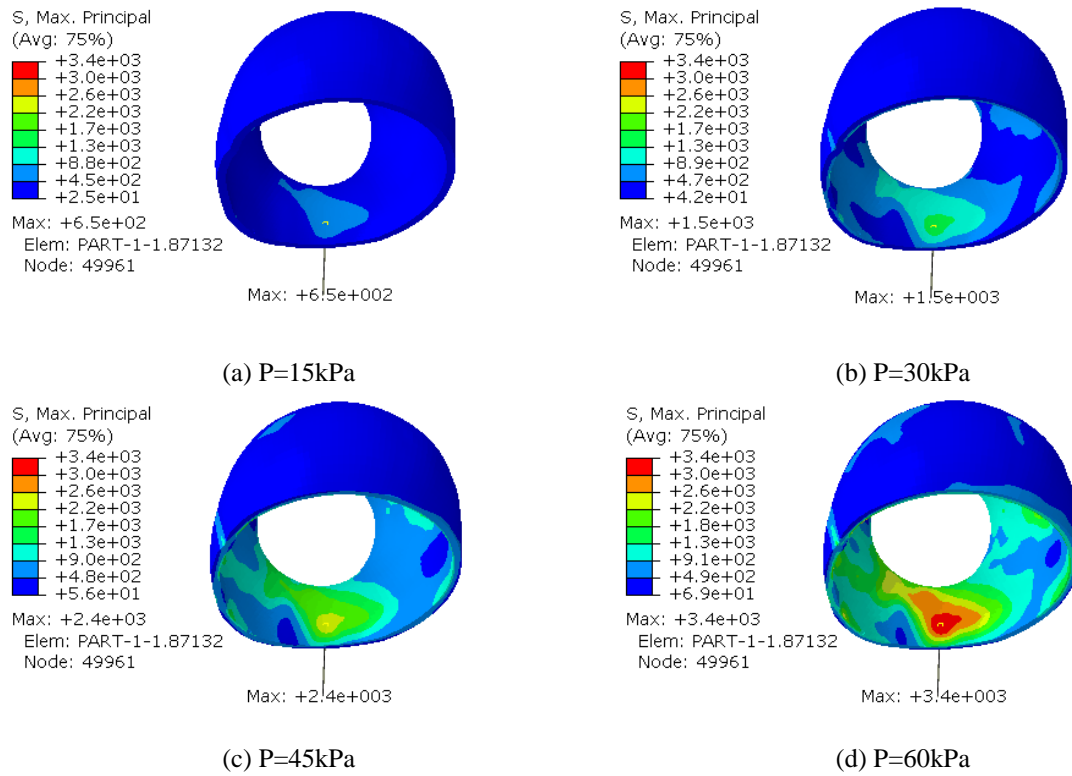 S, Max. Principal
(Avg: 75%)
+3.4e+03
+3.0e+03
+2.6e+03
+2.2e+03
+1.7e+03
+1.3e+03
+8.8e+02
+4.5e+02
+2.5e+01
Max: +6.5e+02
Elem: PART-1-1.87132
Node: 49961
Max: +6.5e+002
(a) P=15kPa
S, Max. Principal
(Avg: 75%)
+3.4e+03
+3.0e+03
+2.6e+03
+2.2e+03
+1.7e+03
+1.3e+03
+8.9e+02
+4.7e+02
+4.2e+01
Max: +1.5e+03
Elem: PART-1-1.87132
Node: 49961
Max: +1.5e+003
(b) P=30kPa
S, Max. Principal
(Avg: 75%)
+3.4e+03
+3.0e+03
+2.6e+03
+2.2e+03
+1.7e+03
+1.3e+03
+9.0e+02
+4.8e+02
+5.6e+01
Max: +2.4e+03
Elem: PART-1-1.87132
Node: 49961
Max: +2.4e+003
(c) P=45kPa
S, Max. Principal
(Avg: 75%)
+3.4e+03
+3.0e+03
+2.6e+03
+2.2e+03
+1.8e+03
+1.3e+03
+9.1e+02
+4.9e+02
+6.9e+01
Max: +3.4e+03
Elem: PART-1-1.87132
Node: 49961
Max: +3.4e+003
(d) P=60kPa